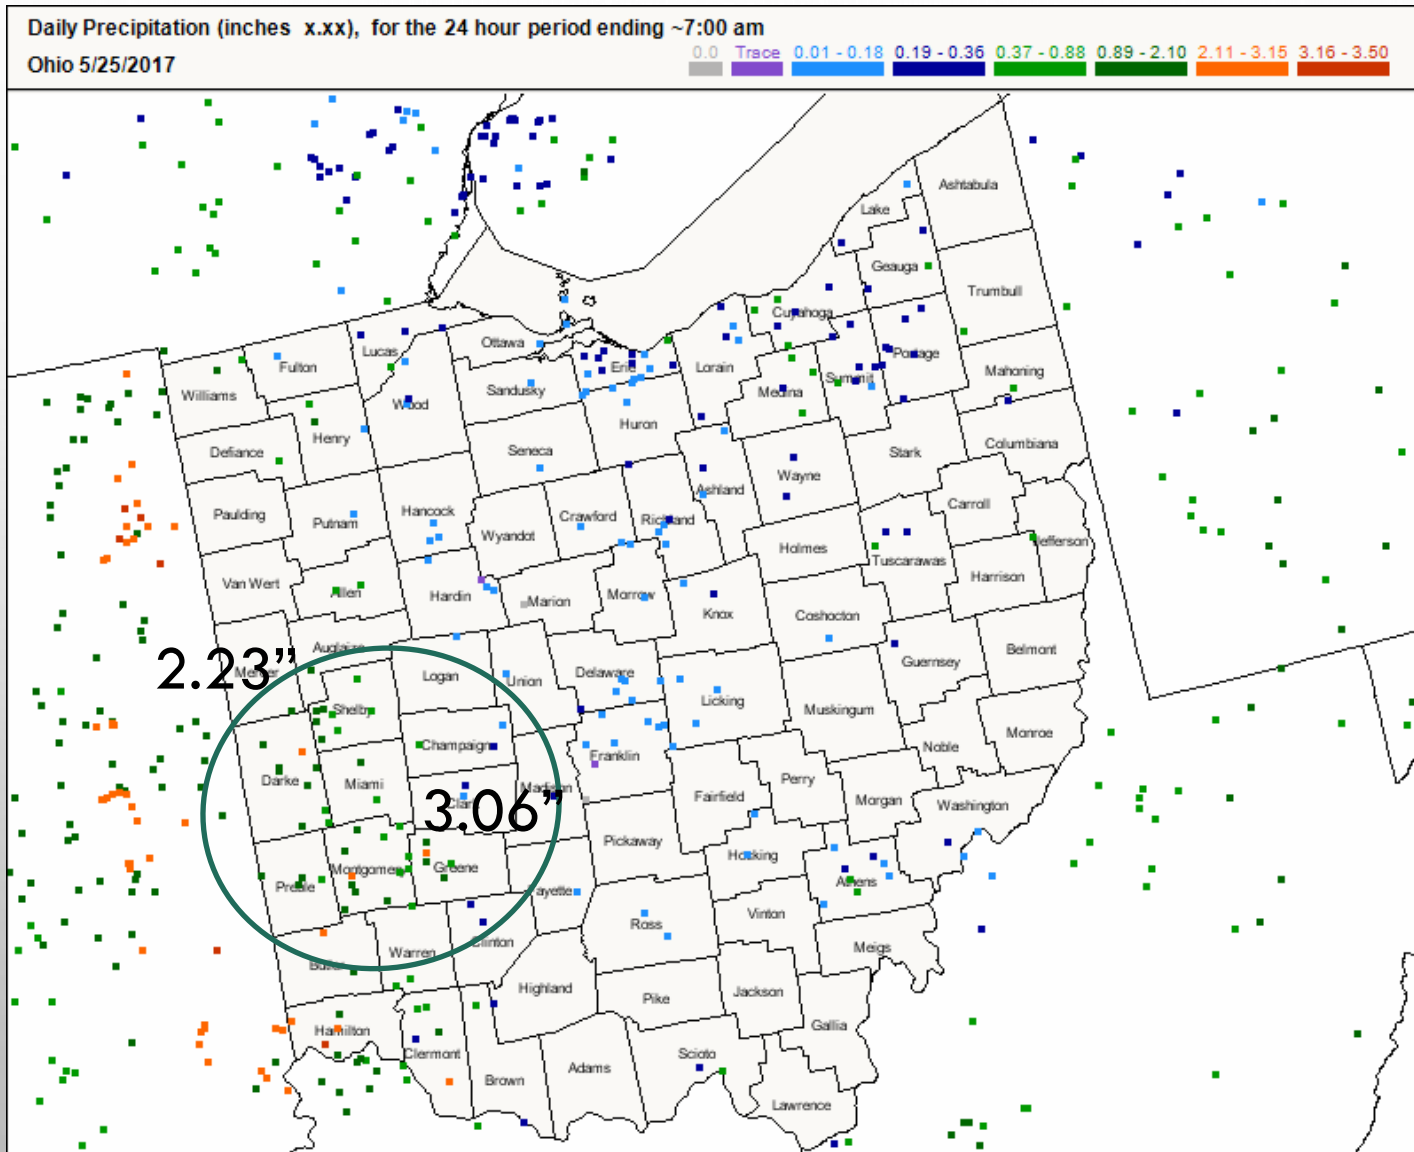 Daily Precipitation (inches x.xx), for the 24 hour period ending ~7:00 am
Ohio 5/25/2017
0.0 Trace 0.01 - 0.18 0.19 - 0.36 0.37 - 0.88 0.89 - 2.10 2.11 - 3.15 3.16 - 3.50
Ashtabula
Lake
Geauga
Trumbull
Cuyahoga
Lucas
Ottawa
Fulton
Erie
Lorain
Portage
Williams
Sandusky
Medina
Summit
Mahoning
Wood
Henry
Huron
Defiance
Seneca
Stark
Columbiana
Wayne
Ashland
Paulding
Putnam
Hancock
Crawford
Richland
Carroll
Wyandot
Holmes
Jefferson
Tuscarawas
Van Wert
Allen
Hardin
Marion
Morrow
Harrison
Knox
Coshocton
Auglaize
2.23”
Mercer
Logan
Union
Delaware
Guernsey
Belmont
Shelby
Licking
Muskingum
Champaign
Franklin
Noble
Monroe
Darke
Miami
Madison
Perry
3.06”
Clark
Fairfield
Morgan
Washington
Pickaway
Hocking
Preble
Montgomery
Greene
Fayette
Athens
Ross
Vinton
Butler
Warren
Clinton
Meigs
Highland
Pike
Jackson
Hamilton
Gallia
Clermont
Brown
Adams
Scioto
Lawrence